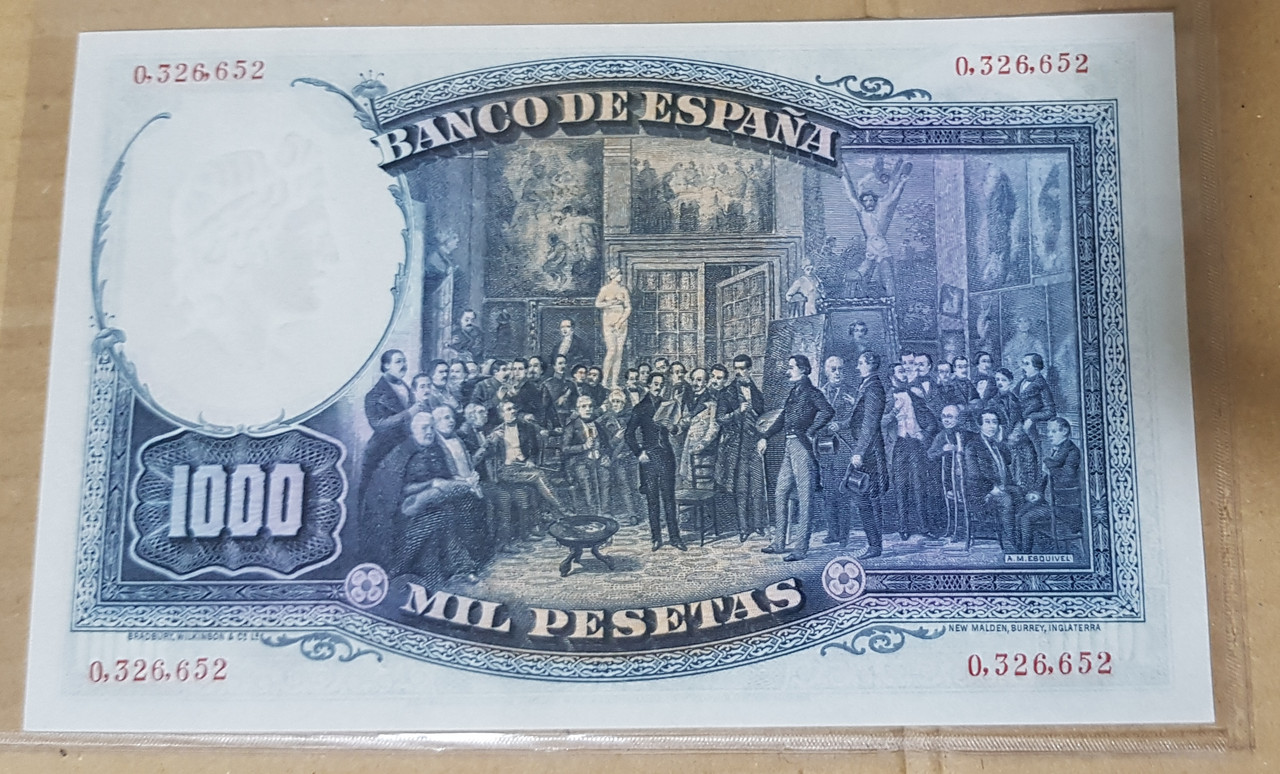 0,326,652
0,326,652
BANCO DE ESPAÑA
1000
A. M. ESQUIVEL
MIL PESETAS
BRADBURY, WILKINSON & Cº Lº
NEW MALDEN, SURREY, INGLATERRA
0,326,652
0,326,652